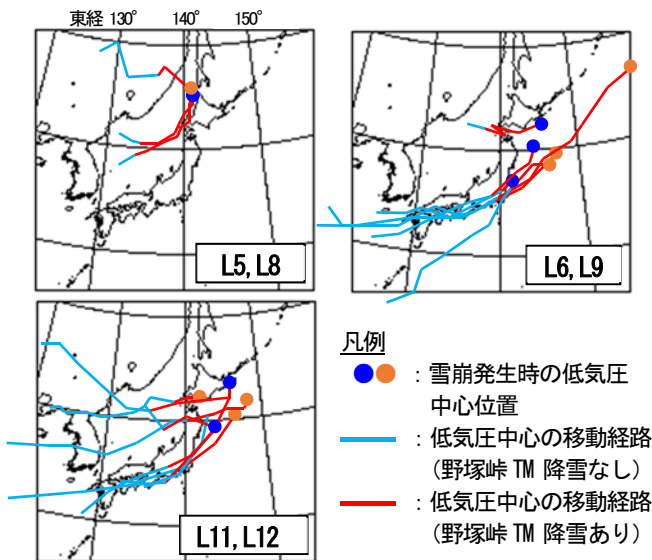 東経 130° 140° 150°
L5, L8
L6, L9
L11, L12
凡例
：雪崩発生時の低気圧
中心位置
：低気圧中心の移動経路
（野塚峠 TM 降雪なし）
：低気圧中心の移動経路
（野塚峠 TM 降雪あり）